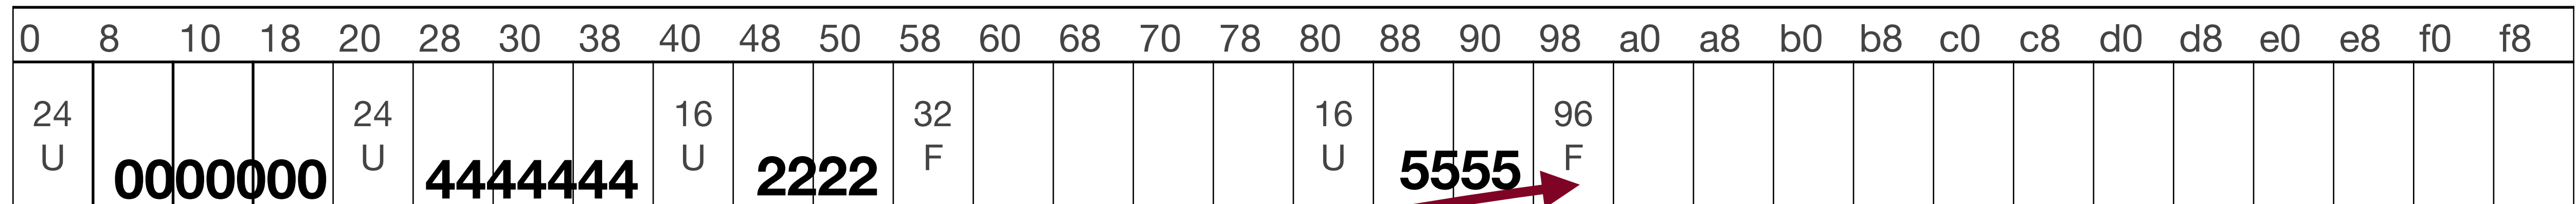 0 8 10 18 20 28 30 38 40 48 50 58 60 68 70 78 80 88 90 98 a0 a8 b0 b8 c0 c8 d0 d8 e0 e8 f0 f8
24 24 16 32 16 96
U U U F U F
0000000 4444444 2222 5555